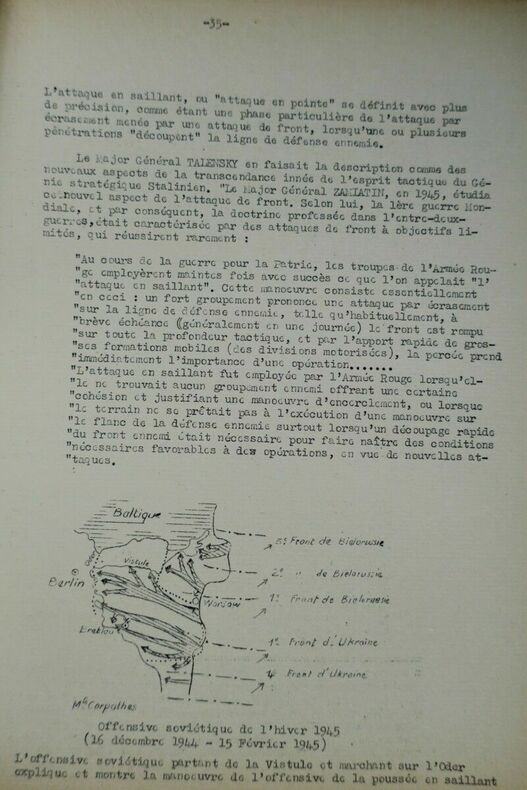 -35-
L'attaque en saillant, ou "attaque en pointe" se définit avec plus
de précision, comme étant une phase particulière de l'attaque par
écrasement menée par une attaque de front, lorsqu'une ou plusieurs
pénétrations "découpent" la ligne de défense ennemie.
Le Major Général TALENSKY en faisait la description comme des
nouveaux aspects de la transcendance innée de l'esprit tactique du Gé-
nie stratégique Stalinien. "Le Major Général ZAMIATIN, en 1945, étudia
ce nouvel aspect de l'attaque de front. Selon lui, la 1ère guerre Mon-
diale, et par conséquent, la doctrine professée dans l'entre-deux-
guerres, était caractérisée par des attaques de front à objectifs li-
mités, qui réussirent rarement :
"Au cours de la guerre pour la Patrie, les troupes de l'Armée Rou-
"ge employèrent maintes fois avec succès ce que l'on appelait "l'
"attaque en saillant". Cette manoeuvre consiste essentiellement
"en ceci : un fort groupement prononce une attaque par écrasement
"sur la ligne de défense ennemie, telle qu'habituellement, à
"brève échéance (généralement en une journée) le front est rompu
"sur toute la profondeur tactique, et par l'apport rapide de gros-
"ses formations mobiles (des divisions motorisées), la percée prend
"immédiatement l'importance d'une opération.......
"L'attaque en saillant fut employée par l'Armée Rouge lorsqu'el-
"le ne trouvait aucun groupement ennemi offrant une certaine
"cohésion et justifiant une manoeuvre d'encerclement, ou lorsque
"le terrain ne se prêtait pas à l'exécution d'une manoeuvre sur
"le flanc de la défense ennemie surtout lorsqu'un découpage rapide
"du front ennemi était nécessaire pour faire naître des conditions
"nécessaires favorables à des opérations, en vue de nouvelles at-
"taques.
Baltique
3e Front de Bielorussie
Vistule
2e " de Bielorussie
Berlin
1er Front de Bielorussie
Warsaw
1er Front d'Ukraine
4e Front d'Ukraine
Mts Carpathes
Offensive soviétique de l'hiver 1945
(16 décembre 1944 - 15 Février 1945)
L'offensive soviétique partant de la Vistule et marchant sur l'Oder
explique et montre la manoeuvre de l'offensive de la poussée en saillant